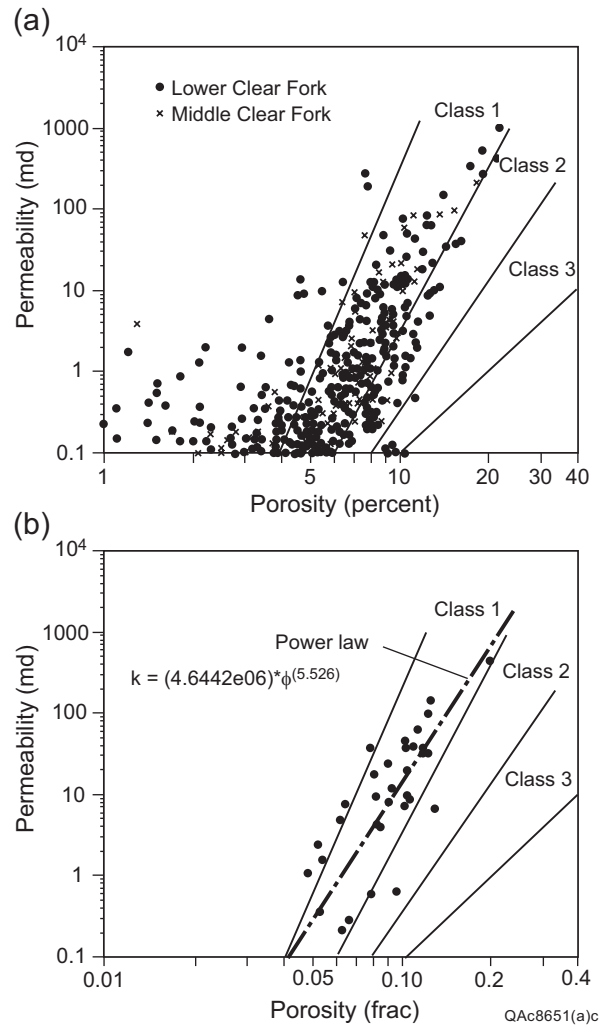 (a)
10⁴
1000
100
10
1
0.1
Permeability (md)
● Lower Clear Fork
× Middle Clear Fork
Class 1
Class 2
Class 3
1 5 10 20 40
Porosity (percent)
(b)
10⁴
1000
100
10
1
0.1
Permeability (md)
Class 1
Power law
k = (4.6442e06)*ϕ^(5.526)
Class 2
Class 3
0.01 0.05 0.10 0.2 0.4
Porosity (frac)
QAc8651(a)c